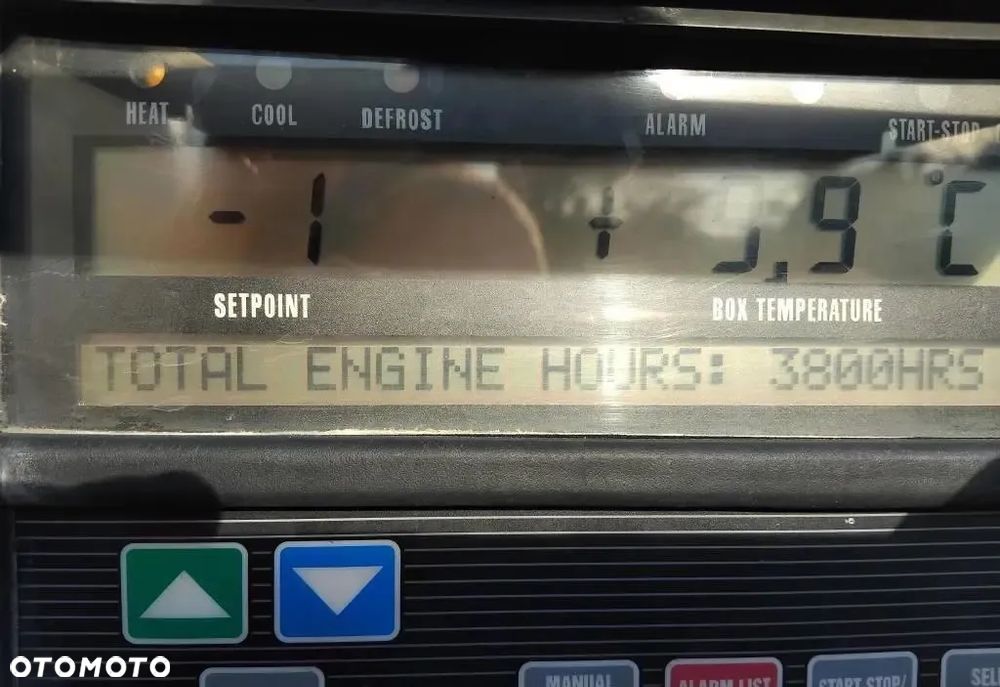 HEAT COOL DEFROST ALARM START-STOP
-1 + 3,9 °C
SETPOINT BOX TEMPERATURE
TOTAL ENGINE HOURS: 3800HRS
OTOMOTO MANUAL ALARM LIST START STOP/